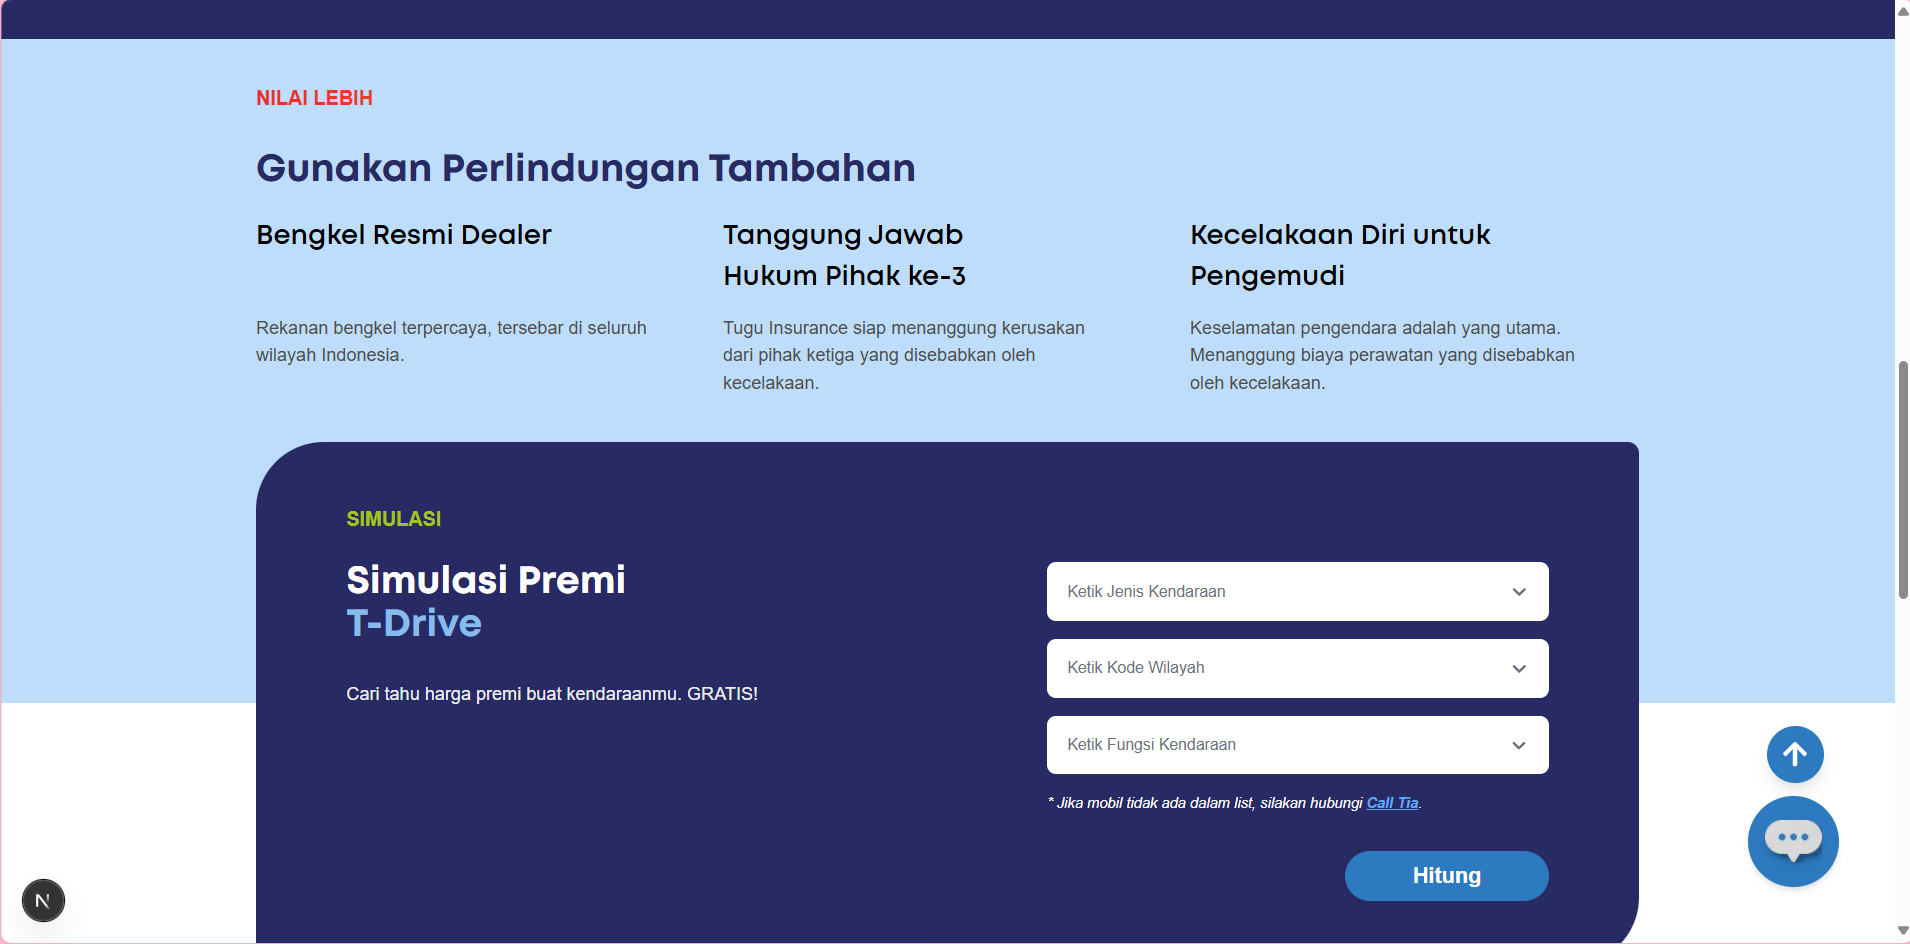 NILAI LEBIH
Gunakan Perlindungan Tambahan
Bengkel Resmi Dealer
Rekanan bengkel terpercaya, tersebar di seluruh
wilayah Indonesia.
Tanggung Jawab
Hukum Pihak ke-3
Tugu Insurance siap menanggung kerusakan
dari pihak ketiga yang disebabkan oleh
kecelakaan.
Kecelakaan Diri untuk
Pengemudi
Keselamatan pengendara adalah yang utama.
Menanggung biaya perawatan yang disebabkan
oleh kecelakaan.
SIMULASI
Simulasi Premi
T-Drive
Cari tahu harga premi buat kendaraanmu. GRATIS!
Ketik Jenis Kendaraan
Ketik Kode Wilayah
Ketik Fungsi Kendaraan
* Jika mobil tidak ada dalam list, silakan hubungi Call Tia.
Hitung
N